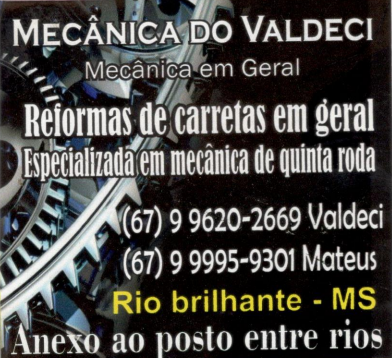 MECÂNICA DO VALDECI
Mecânica em Geral
Reformas de carretas em geral
Especializada em mecânica de quinta roda
(67) 9 9620-2669 Valdeci
(67) 9 9995-9301 Mateus
Rio brilhante - MS
Anexo ao posto entre rios